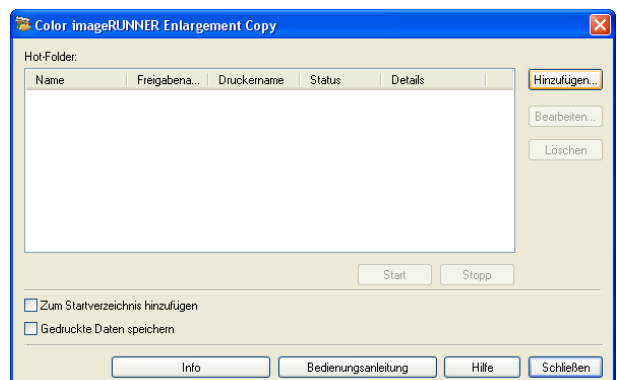 Color imageRUNNER Enlargement Copy
Hot-Folder:
Name Freigabena... Druckername Status Details
Hinzufügen...
Bearbeiten...
Löschen
Start Stopp
Zum Startverzeichnis hinzufügen
Gedruckte Daten speichern
Info Bedienungsanleitung Hilfe Schließen